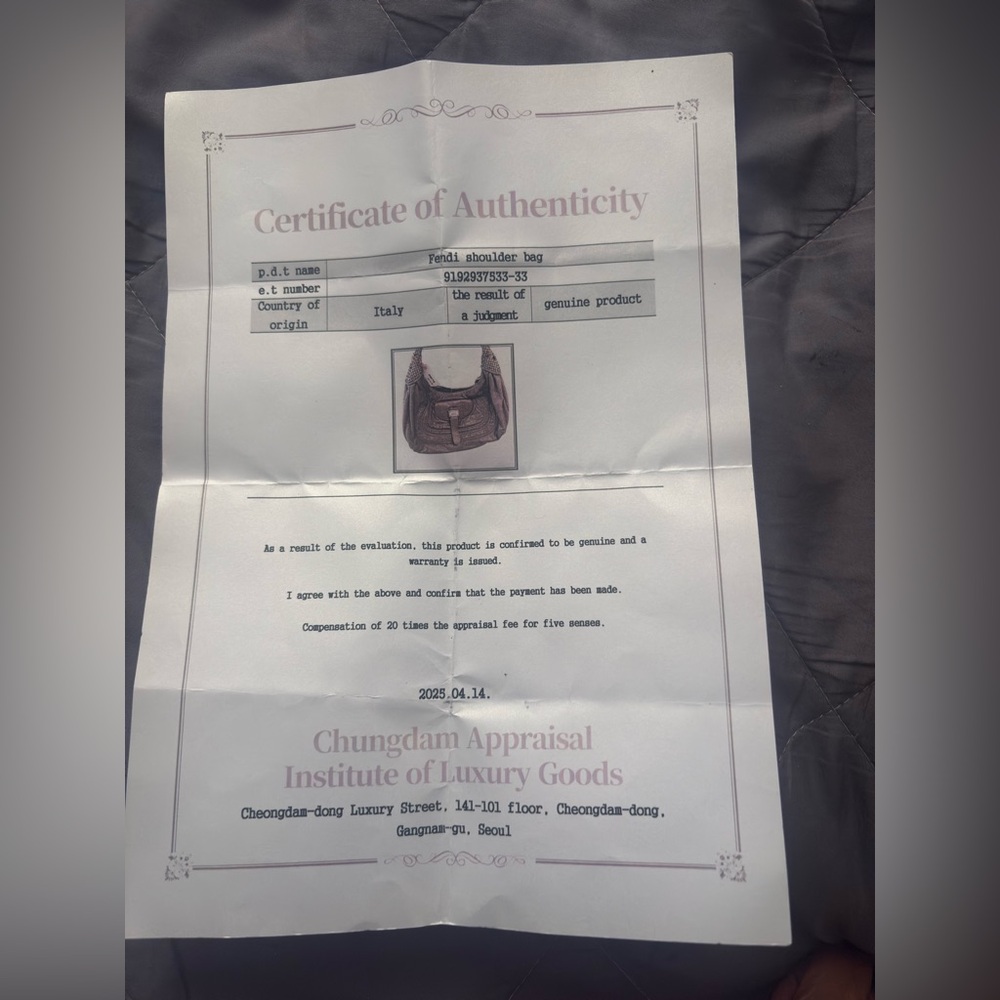 Certificate of Authenticity
p.d.t name Fendi shoulder bag
e.t number 9192937533-33
Country of origin Italy the result of a judgment genuine product
As a result of the evaluation, this product is confirmed to be genuine and a
warranty is issued.
I agree with the above and confirm that the payment has been made.
Compensation of 20 times the appraisal fee for five senses.
2025.04.14.
Chungdam Appraisal
Institute of Luxury Goods
Cheongdam-dong Luxury Street, 141-101 floor, Cheongdam-dong,
Gangnam-gu, Seoul